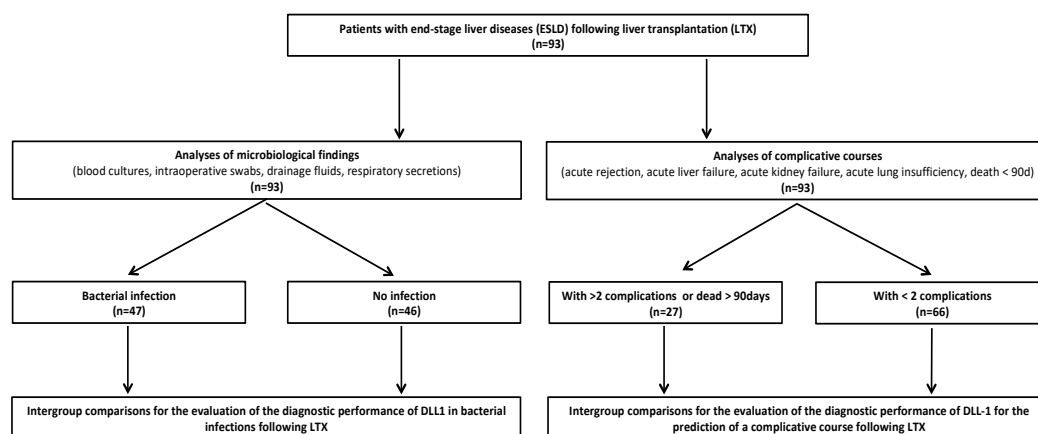 Patients with end-stage liver diseases (ESLD) following liver transplantation (LTX)
(n=93)
Analyses of microbiological findings
(blood cultures, intraoperative swabs, drainage fluids, respiratory secretions)
(n=93)
Analyses of complicative courses
(acute rejection, acute liver failure, acute kidney failure, acute lung insufficiency, death < 90d)
(n=93)
Bacterial infection
(n=47)
No infection
(n=46)
With >2 complications or dead > 90days
(n=27)
With < 2 complications
(n=66)
Intergroup comparisons for the evaluation of the diagnostic performance of DLL1 in bacterial
infections following LTX
Intergroup comparisons for the evaluation of the diagnostic performance of DLL-1 for the
prediction of a complicative course following LTX